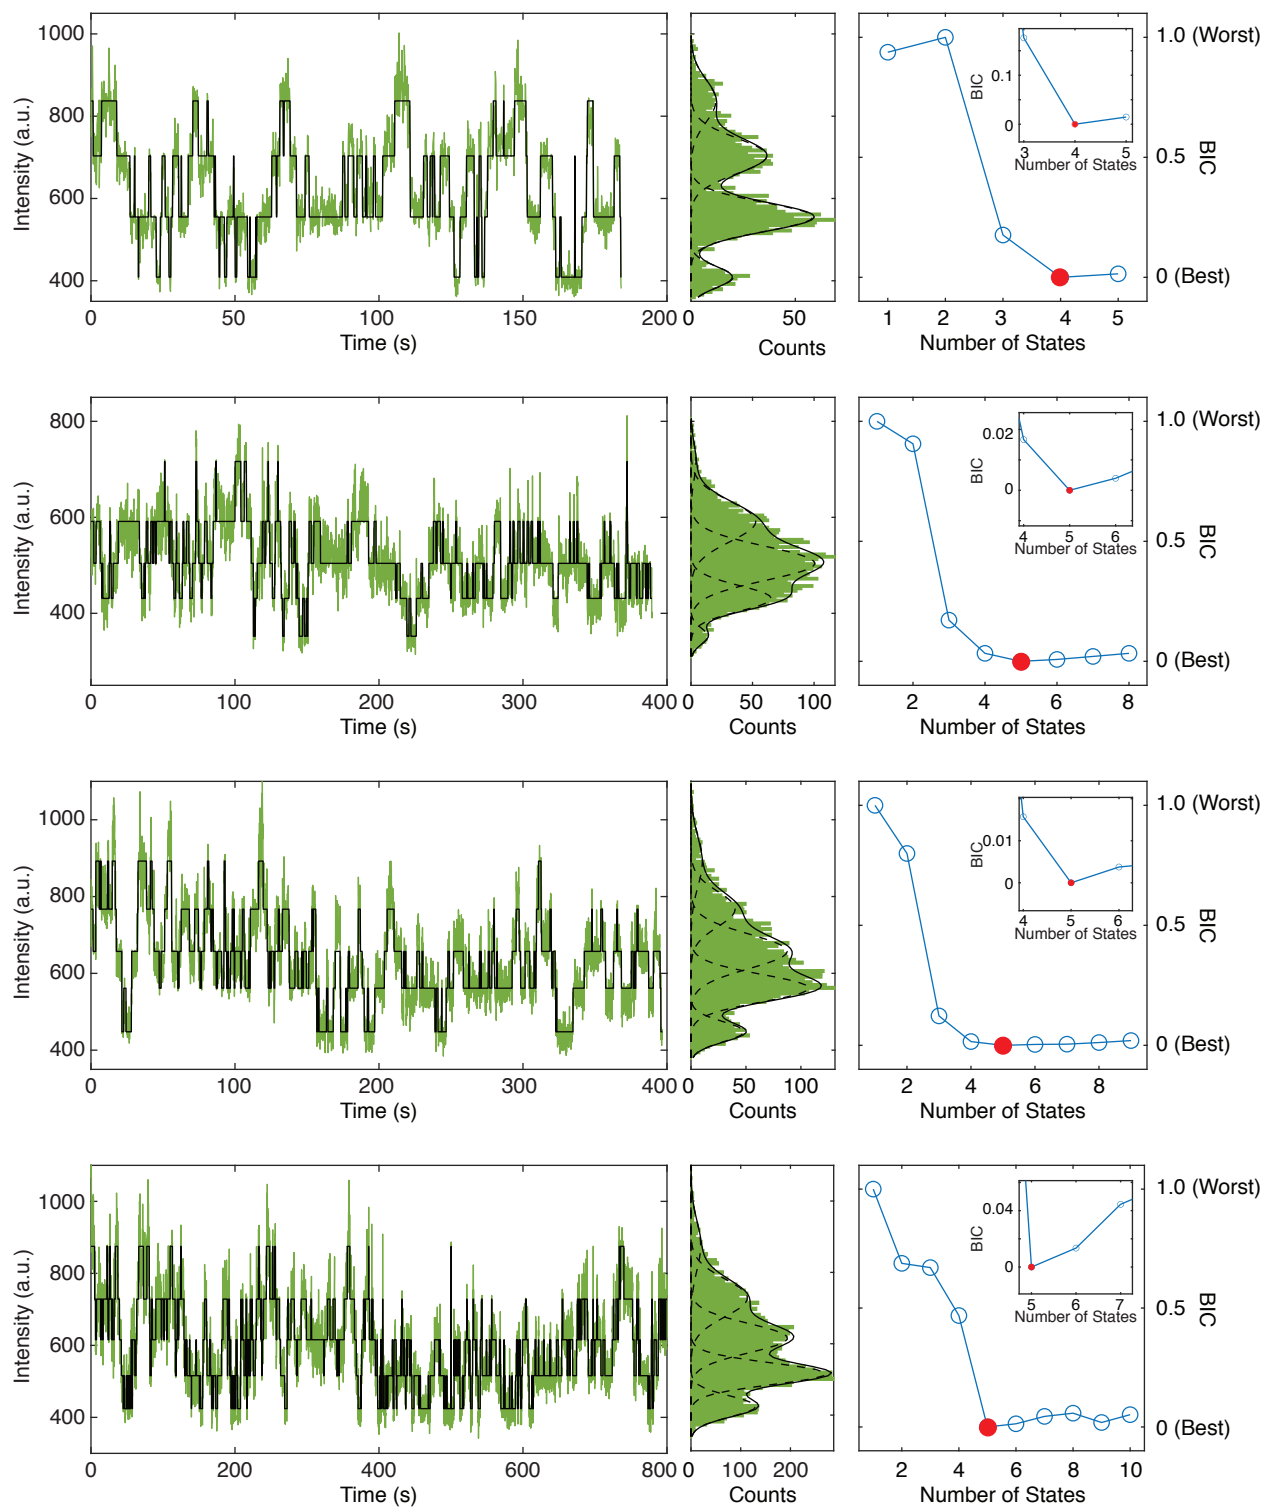 1000
800
600
400
Intensity (a.u.)
0 50 100 150 200
Time (s)
0 50
Counts
1.0 (Worst)
0.5
0 (Best)
BIC
1 2 3 4 5
Number of States
0.1
0
BIC
3 4 5
Number of States
800
600
400
Intensity (a.u.)
0 100 200 300 400
Time (s)
0 50 100
Counts
1.0 (Worst)
0.5
0 (Best)
BIC
2 4 6 8
Number of States
0.02
0
BIC
4 5 6
Number of States
1000
800
600
400
Intensity (a.u.)
0 100 200 300 400
Time (s)
0 50 100
Counts
1.0 (Worst)
0.5
0 (Best)
BIC
2 4 6 8
Number of States
0.01
0
BIC
4 5 6
Number of States
1000
800
600
400
Intensity (a.u.)
0 200 400 600 800
Time (s)
0 100 200
Counts
1.0 (Worst)
0.5
0 (Best)
BIC
2 4 6 8 10
Number of States
0.04
0
BIC
5 6 7
Number of States